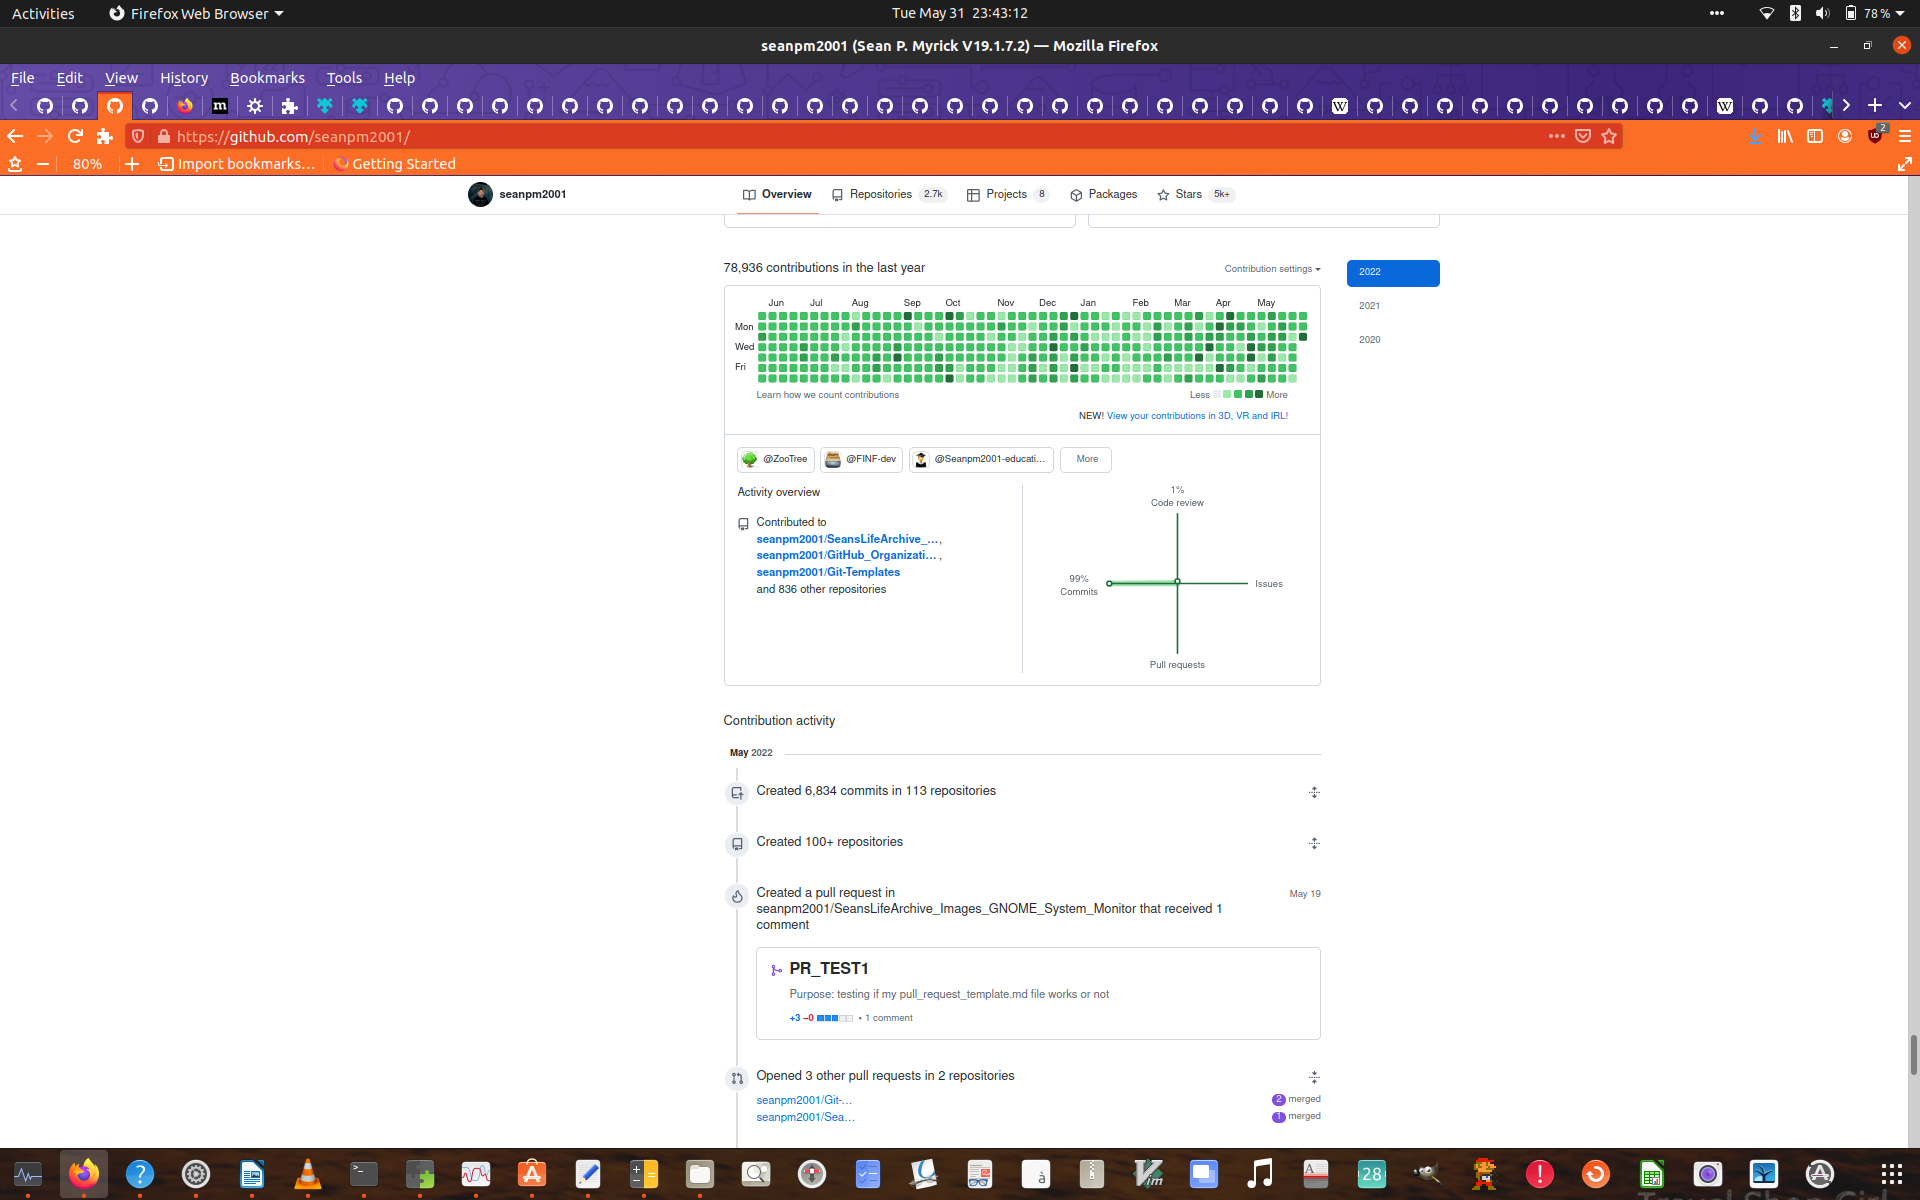 Activities
Firefox Web Browser
Tue May 31  23:43:12
78 %
seanpm2001 (Sean P. Myrick V19.1.7.2) — Mozilla Firefox
File Edit View History Bookmarks Tools Help
https://github.com/seanpm2001/
2
80%
Import bookmarks...
Getting Started
seanpm2001
Overview
Repositories 2.7k
Projects 8
Packages
Stars 5k+
78,936 contributions in the last year
Contribution settings
2022
2021
2020
Jun Jul Aug Sep Oct Nov Dec Jan Feb Mar Apr May
Mon
Wed
Fri
Learn how we count contributions
Less More
NEW! View your contributions in 3D, VR and IRL!
@ZooTree
@FINF-dev
@Seanpm2001-educati...
More
Activity overview
Contributed to
seanpm2001/SeansLifeArchive_...,
seanpm2001/GitHub_Organizati... ,
seanpm2001/Git-Templates
and 836 other repositories
1%
Code review
99%
Commits
Issues
Pull requests
Contribution activity
May 2022
Created 6,834 commits in 113 repositories
Created 100+ repositories
Created a pull request in
seanpm2001/SeansLifeArchive_Images_GNOME_System_Monitor that received 1
comment
May 19
PR_TEST1
Purpose: testing if my pull_request_template.md file works or not
+3 −0 • 1 comment
Opened 3 other pull requests in 2 repositories
seanpm2001/Git-...
2 merged
seanpm2001/Sea...
1 merged
28